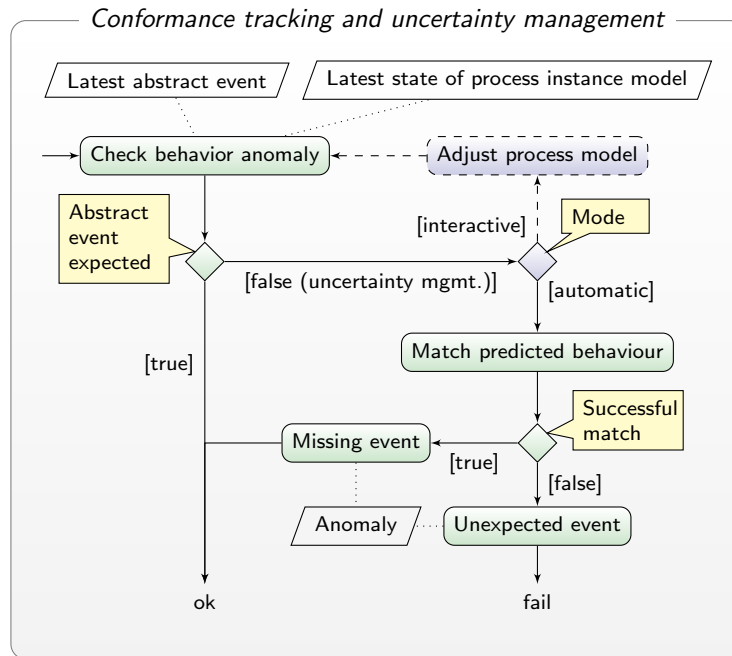 Conformance tracking and uncertainty management
Latest abstract event
Latest state of process instance model
Check behavior anomaly
Adjust process model
Abstract
event
expected
[interactive]
Mode
[false (uncertainty mgmt.)]
[automatic]
[true]
Match predicted behaviour
Successful
match
Missing event
[true]
[false]
Anomaly
Unexpected event
ok
fail